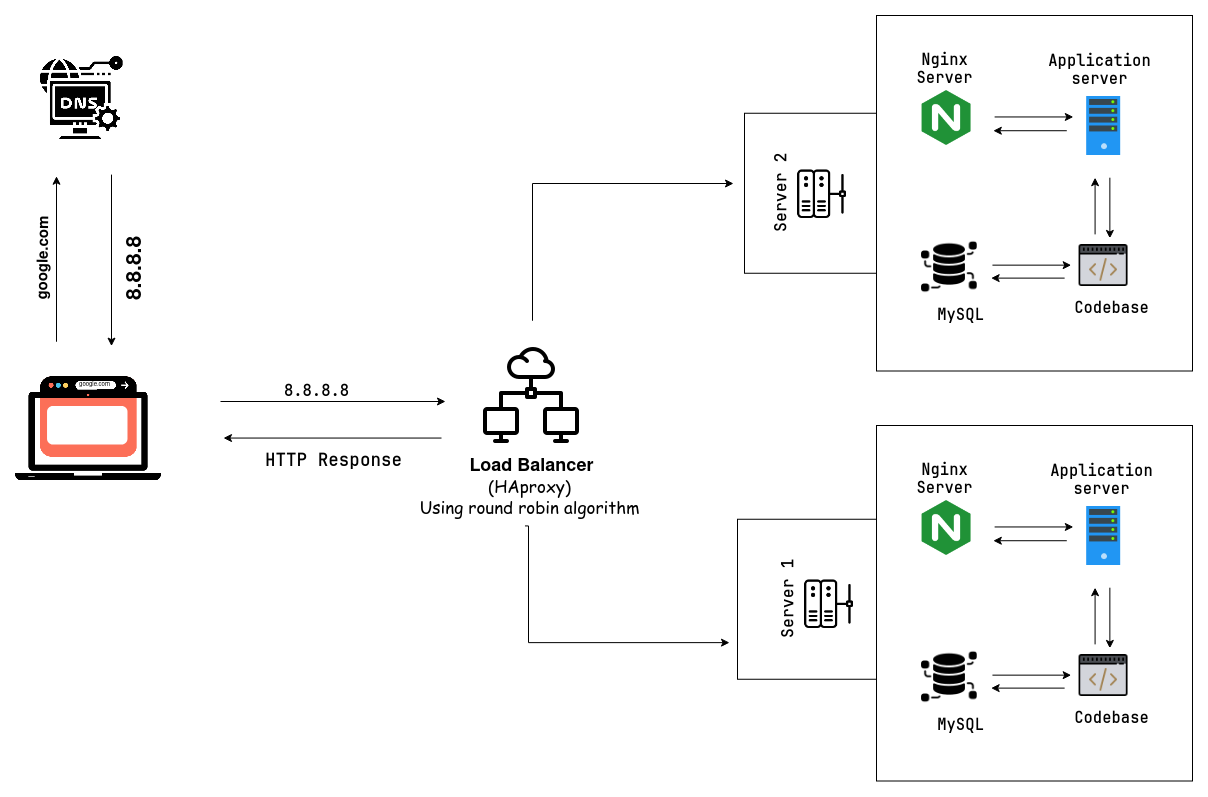 DNS
google.com
8.8.8.8
google.com
8.8.8.8
HTTP Response
Load Balancer
(HAproxy)
Using round robin algorithm
Server 2
Nginx
Server
N
Application
server
MySQL
</>
Codebase
Server 1
Nginx
Server
N
Application
server
MySQL
</>
Codebase